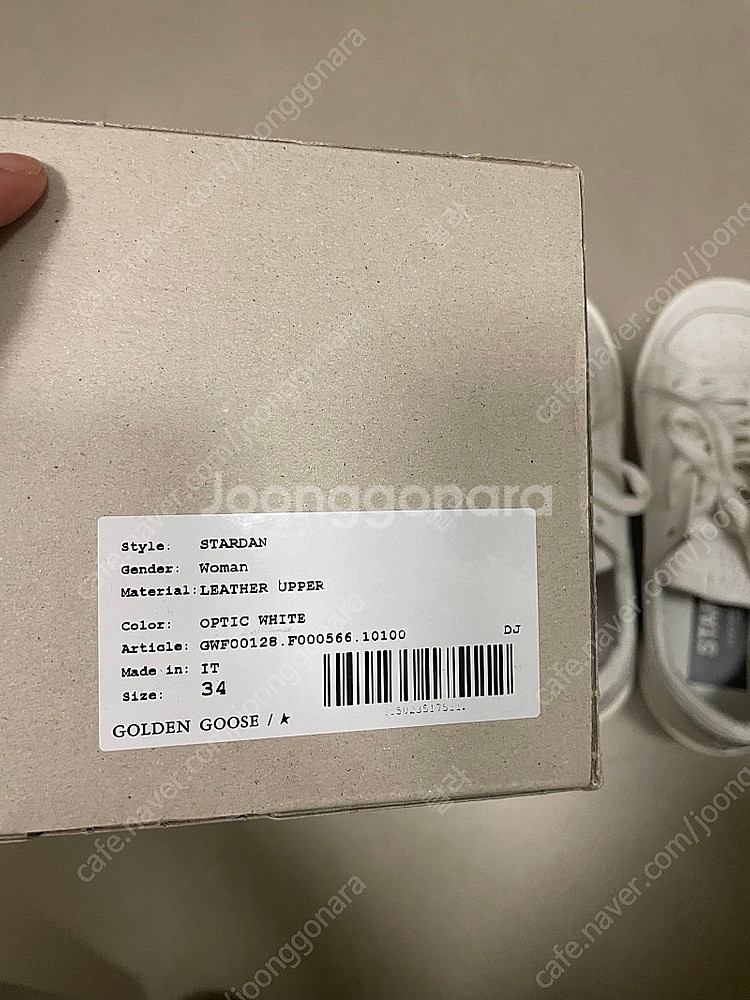 cafe.naver.com/joonggonara
Joonggonara
Style: STARDAN
Gender: Woman
Material: LEATHER UPPER
Color: OPTIC WHITE
Article: GWF00128.F000566.10100
DJ
Made in: IT
Size: 34
GOLDEN GOOSE / ★
STAR